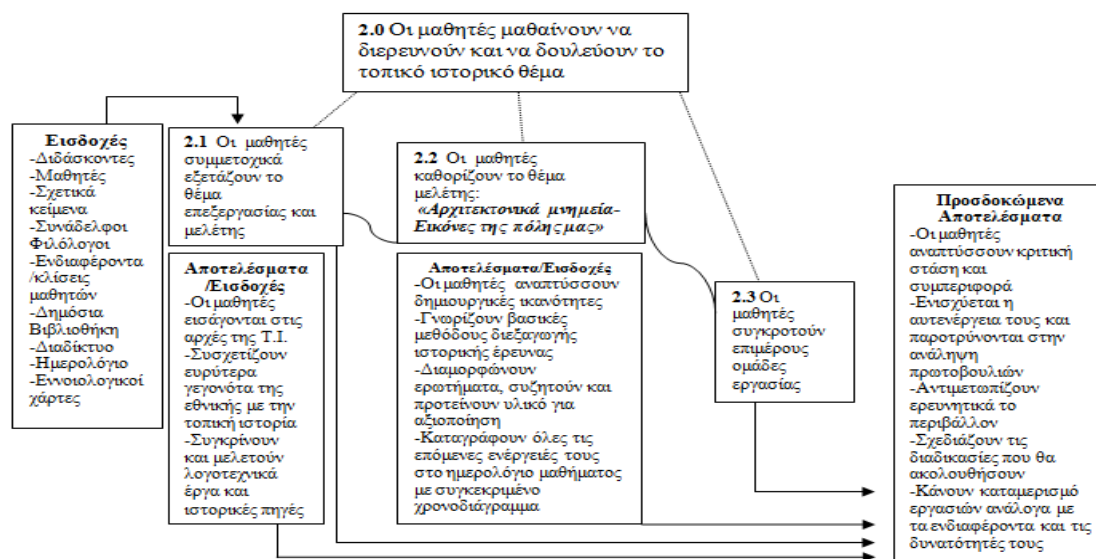 2.0 Οι μαθητές μαθαίνουν να
διερευνούν και να δουλεύουν το
τοπικό ιστορικό θέμα
Εισδοχές
-Διδάσκοντες
-Μαθητές
-Σχετικά
κείμενα
-Συνάδελφοι
Φιλόλογοι
-Ενδιαφέροντα
/κλίσεις
μαθητών
-Δημόσια
Βιβλιοθήκη
-Διαδίκτυο
-Ημερολόγιο
-Εννοιολογικοί
χάρτες
2.1 Οι μαθητές
συμμετοχικά
εξετάζουν το
θέμα
επεξεργασίας και
μελέτης
Αποτελέσματα
/Εισδοχές
-Οι μαθητές
εισάγονται στις
αρχές της Τ.Ι.
-Συσχετίζουν
ευρύτερα
γεγονότα της
εθνικής με την
τοπική ιστορία
-Συγκρίνουν
και μελετούν
λογοτεχνικά
έργα και
ιστορικές πηγές
2.2 Οι μαθητές
καθορίζουν το θέμα
μελέτης:
«Αρχιτεκτονικά μνημεία-
Εικόνες της πόλης μας»
Αποτελέσματα/Εισδοχές
-Οι μαθητές αναπτύσσουν
δημιουργικές ικανότητες
-Γνωρίζουν βασικές
μεθόδους διεξαγωγής
ιστορικής έρευνας
-Διαμορφώνουν
ερωτήματα, συζητούν και
προτείνουν υλικό για
αξιοποίηση
-Καταγράφουν όλες τις
επόμενες ενέργειές τους
στο ημερολόγιο μαθήματος
με συγκεκριμένο
χρονοδιάγραμμα
2.3 Οι
μαθητές
συγκροτούν
επιμέρους
ομάδες
εργασίας
Προσδοκώμενα
Αποτελέσματα
-Οι μαθητές
αναπτύσσουν κριτική
στάση και
συμπεριφορά
-Ενισχύεται η
αυτενέργεια τους και
παροτρύνονται στην
ανάληψη
πρωτοβουλιών
-Αντιμετωπίζουν
ερευνητικά το
περιβάλλον
-Σχεδιάζουν τις
διαδικασίες που θα
ακολουθήσουν
-Κάνουν καταμερισμό
εργασιών ανάλογα με
τα ενδιαφέροντα και τις
δυνατότητές τους